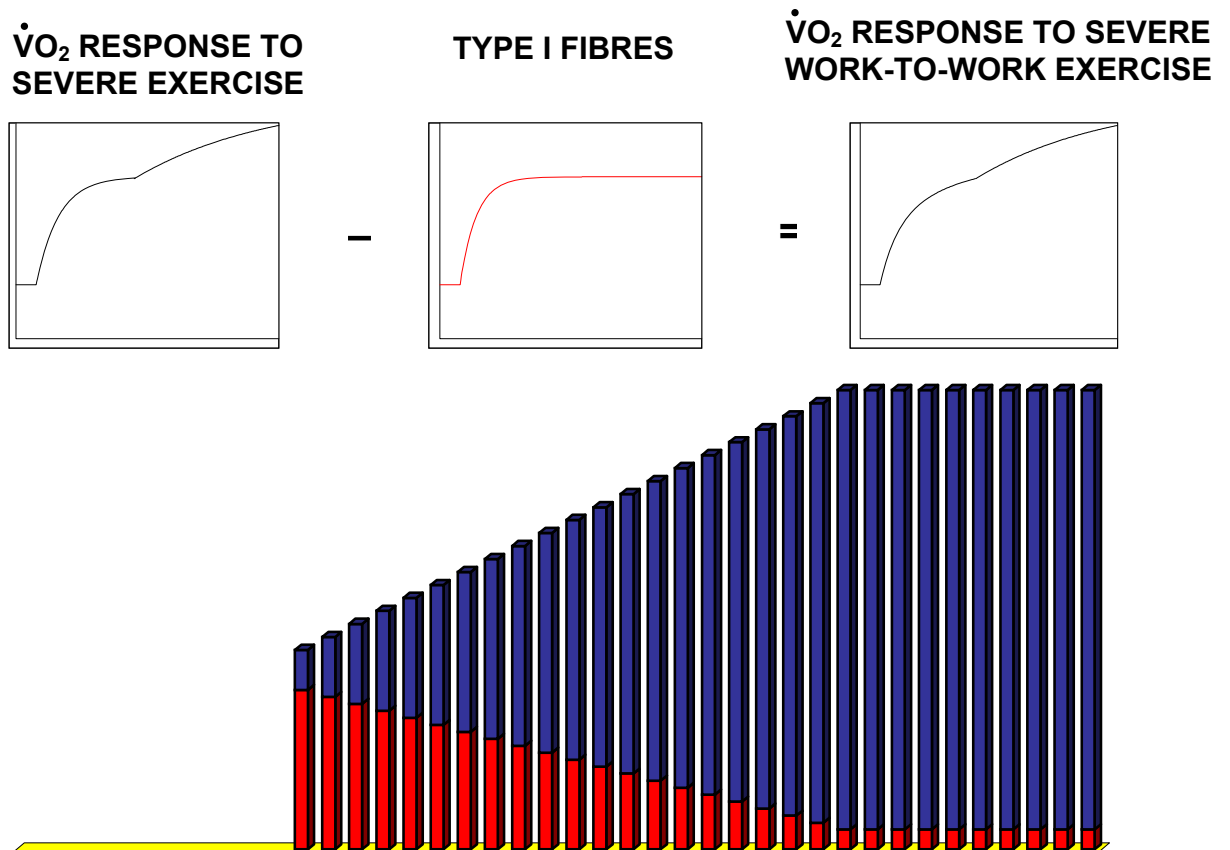 V̇O₂ RESPONSE TO
SEVERE EXERCISE
TYPE I FIBRES
V̇O₂ RESPONSE TO SEVERE
WORK-TO-WORK EXERCISE
–
=